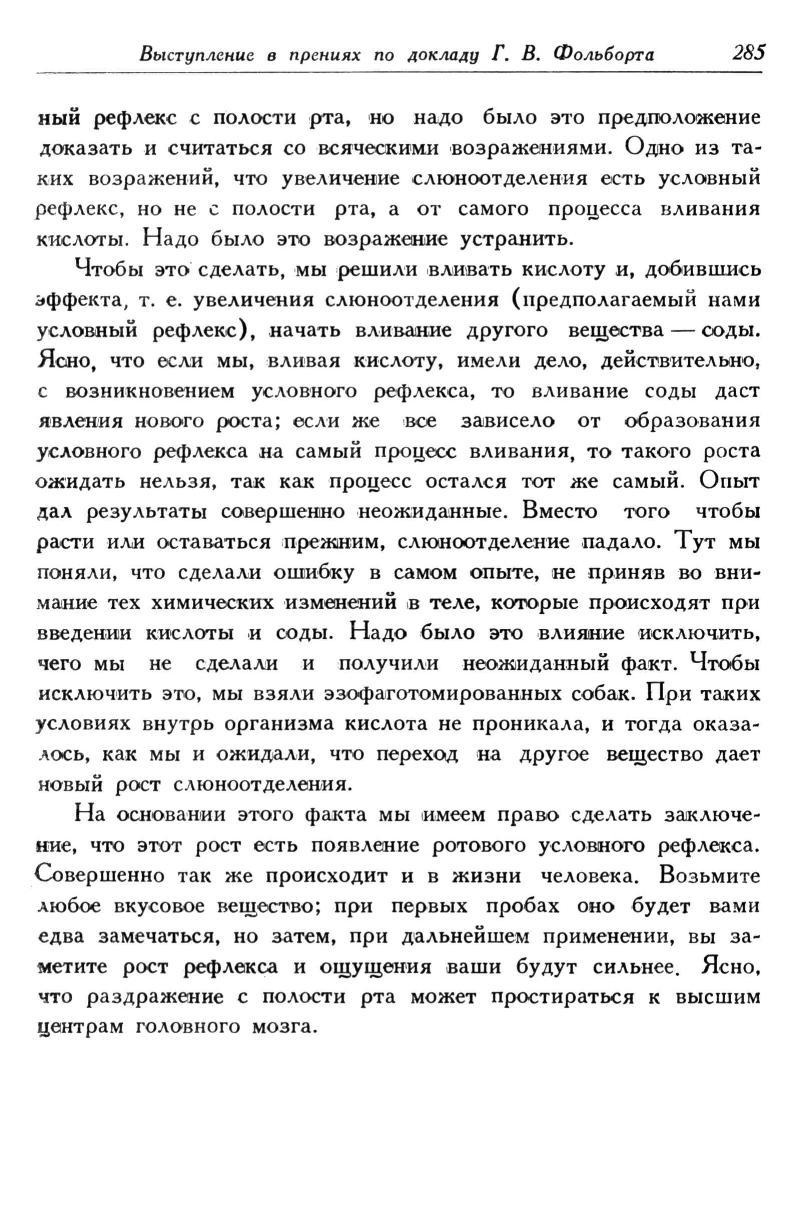 Выступление в прениях по докладу Г. В. Фольборта 285
ный рефлекс с полости рта, но надо было это предположение
доказать и считаться со всяческими возражениями. Одно из та-
ких возражений, что увеличение слюноотделения есть условный
рефлекс, но не с полости рта, а от самого процесса вливания
кислоты. Надо было это возражение устранить.
Чтобы это сделать, мы решили вливать кислоту и, добившись
эффекта, т. е. увеличения слюноотделения (предполагаемый нами
условный рефлекс), начать вливание другого вещества — соды.
Ясно, что если мы, вливая кислоту, имели дело, действительно,
с возникновением условного рефлекса, то вливание соды даст
явления нового роста; если же все зависело от образования
условного рефлекса на самый процесс вливания, то такого роста
ожидать нельзя, так как процесс остался тот же самый. Опыт
дал результаты совершенно неожиданные. Вместо того чтобы
расти или оставаться прежним, слюноотделение падало. Тут мы
поняли, что сделали ошибку в самом опыте, не приняв во вни-
мание тех химических изменений в теле, которые происходят при
введении кислоты и соды. Надо было это влияние исключить,
чего мы не сделали и получили неожиданный факт. Чтобы
исключить это, мы взяли эзофаготомированных собак. При таких
условиях внутрь организма кислота не проникала, и тогда оказа-
лось, как мы и ожидали, что переход на другое вещество дает
новый рост слюноотделения.
На основании этого факта мы имеем право сделать заключе-
ние, что этот рост есть появление ротового условного рефлекса.
Совершенно так же происходит и в жизни человека. Возьмите
любое вкусовое вещество; при первых пробах оно будет вами
едва замечаться, но затем, при дальнейшем применении, вы за-
метите рост рефлекса и ощущения ваши будут сильнее. Ясно,
что раздражение с полости рта может простираться к высшим
центрам головного мозга.